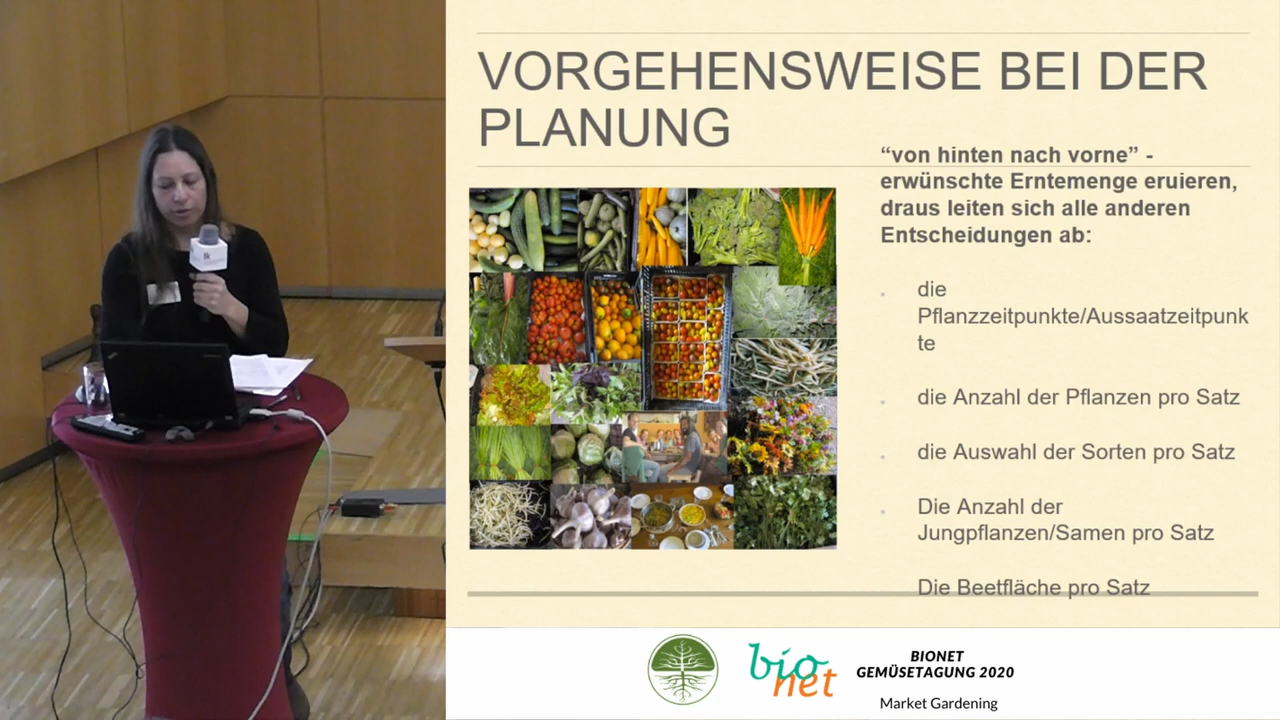 VORGEHENSWEISE BEI DER
PLANUNG
“von hinten nach vorne” -
erwünschte Erntemenge eruieren,
draus leiten sich alle anderen
Entscheidungen ab:
die
Pflanzzeitpunkte/Aussaatzeitpunk
te
die Anzahl der Pflanzen pro Satz
die Auswahl der Sorten pro Satz
Die Anzahl der
Jungpflanzen/Samen pro Satz
Die Beetfläche pro Satz
bio
net
BIONET
GEMÜSETAGUNG 2020
Market Gardening